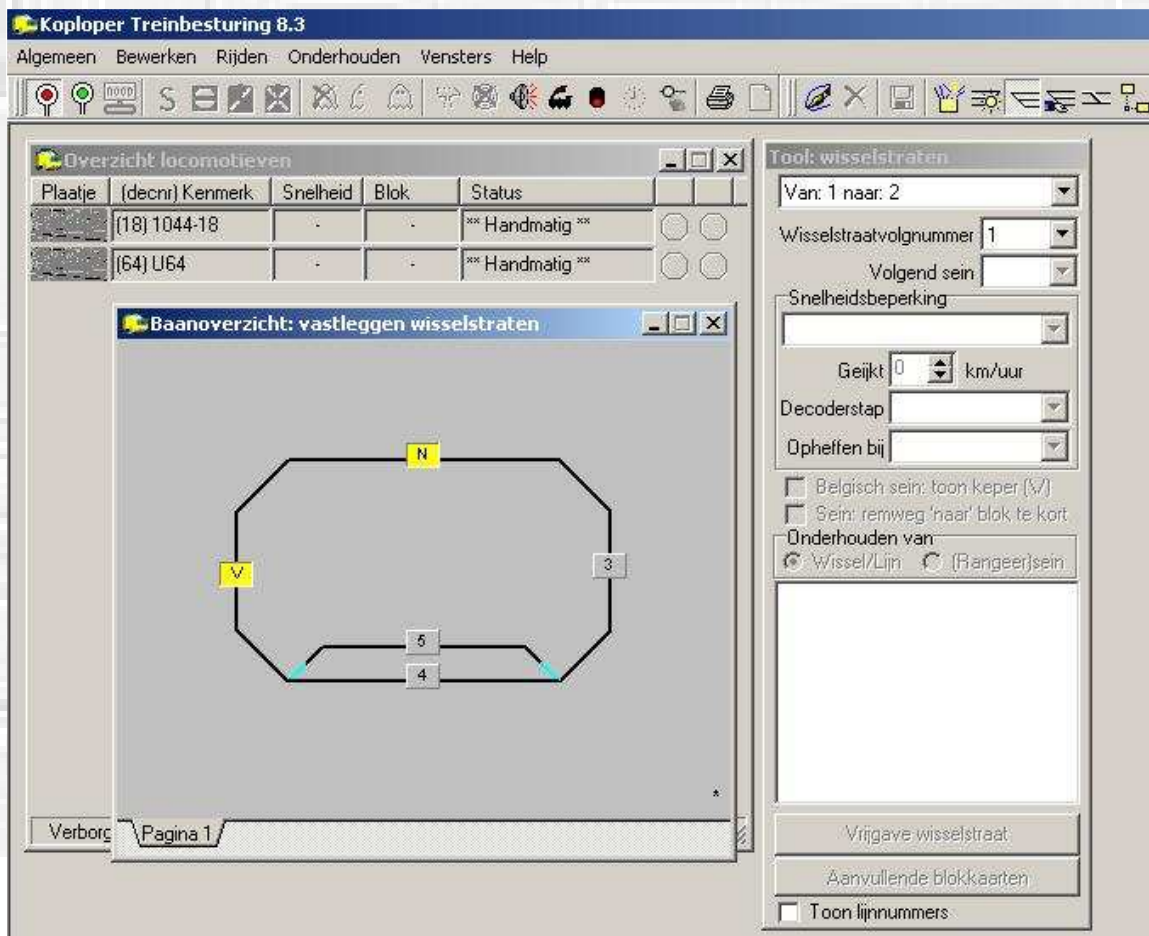 Koploper Treinbesturing 8.3
Algemeen Bewerken Rijden Onderhouden Vensters Help
NOOD S
Overzicht locomotieven
Plaatje (decnr) Kenmerk Snelheid Blok Status
(18) 1044-18 - - ** Handmatig **
(64) U64 - - ** Handmatig **
Baanoverzicht: vastleggen wisselstraten
N
V
3
5
4
*
Verborg
Pagina 1
Tool: wisselstraten
Van: 1 naar: 2
Wisselstraatvolgnummer 1
Volgend sein
Snelheidsbeperking
Geijkt 0 km/uur
Decoderstap
Opheffen bij
Belgisch sein: toon keper (V)
Sein: remweg 'naar' blok te kort
Onderhouden van
Wissel/Lijn (Rangeer)sein
Vrijgave wisselstraat
Aanvullende blokkaarten
Toon lijnnummers